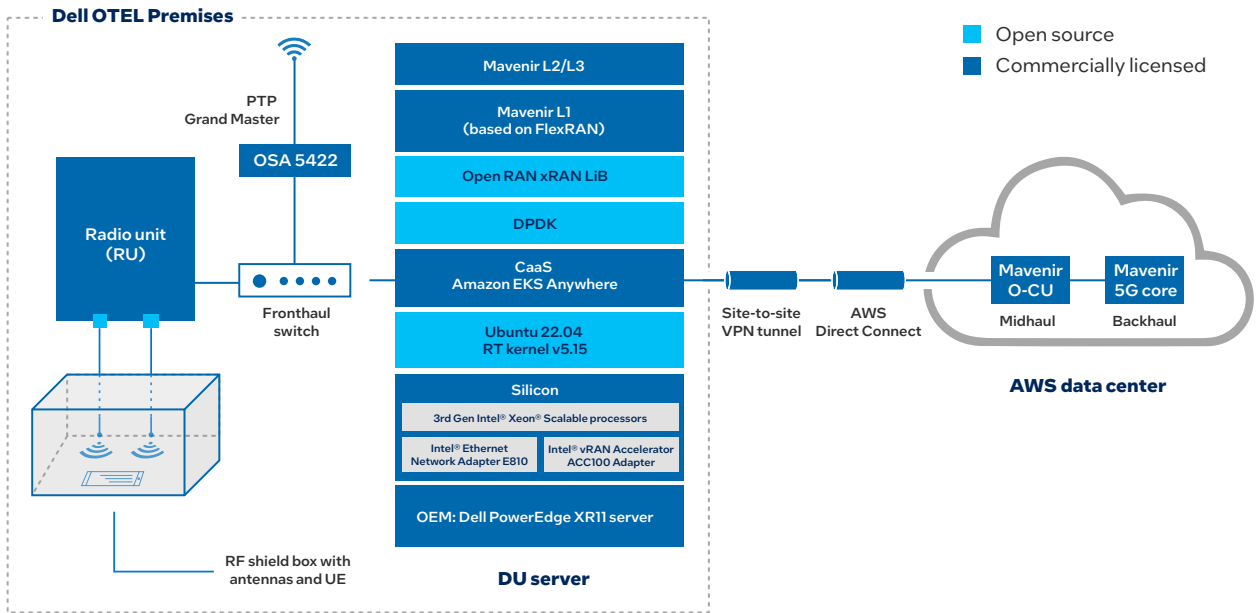 Dell OTEL Premises
Open source
Commercially licensed
PTP
Grand Master
OSA 5422
Radio unit
(RU)
Fronthaul
switch
RF shield box with
antennas and UE
Mavenir L2/L3
Mavenir L1
(based on FlexRAN)
Open RAN xRAN LiB
DPDK
CaaS
Amazon EKS Anywhere
Ubuntu 22.04
RT kernel v5.15
Silicon
3rd Gen Intel® Xeon® Scalable processors
Intel® Ethernet
Network Adapter E810
Intel® vRAN Accelerator
ACC100 Adapter
OEM: Dell PowerEdge XR11 server
DU server
Site-to-site
VPN tunnel
AWS
Direct Connect
Mavenir
O-CU
Midhaul
Mavenir
5G core
Backhaul
AWS data center